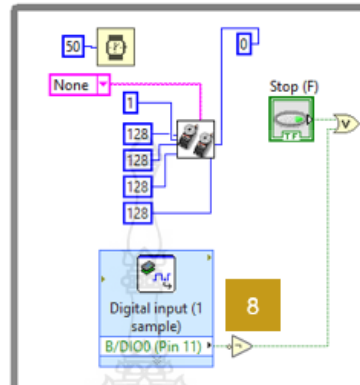 50
0
None
Stop (F)
1
TF
128
128
128
128
Digital input (1
sample)
8
B/DIO0 (Pin 11)